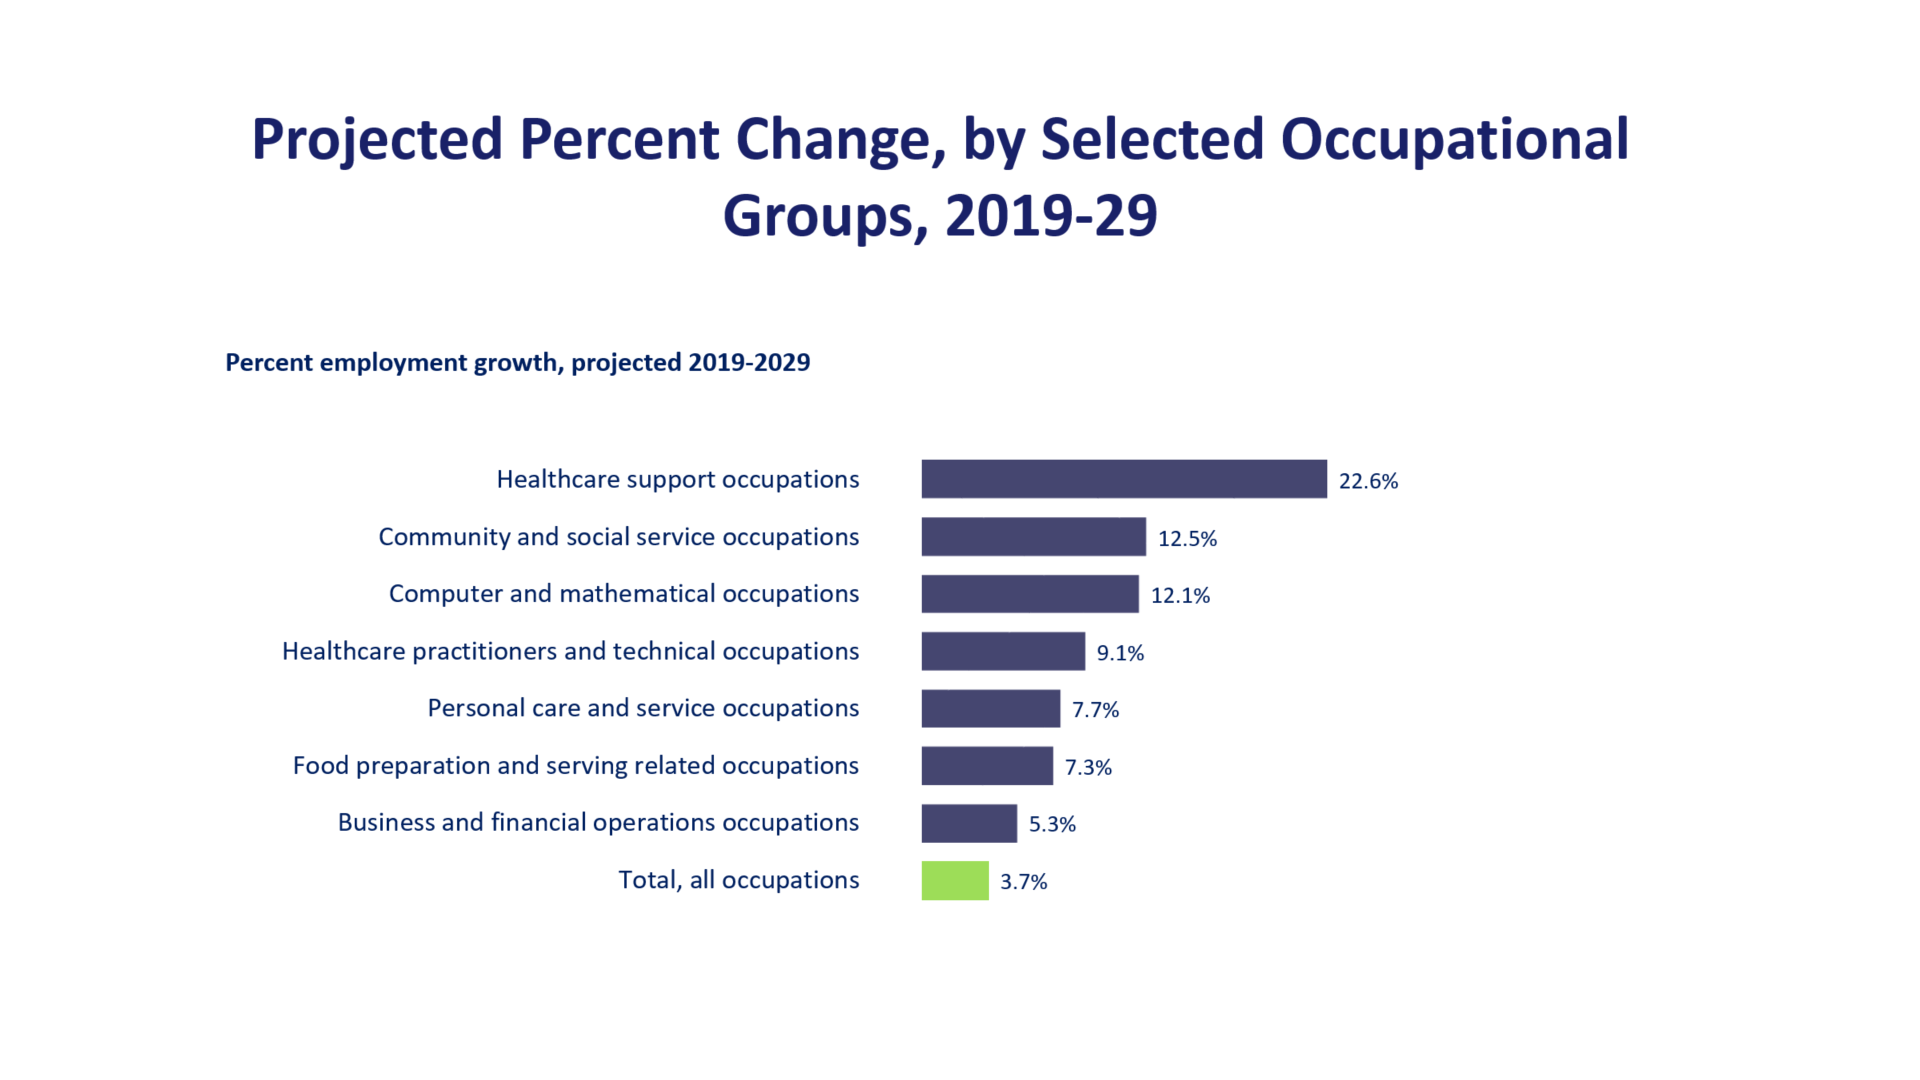 Projected Percent Change, by Selected Occupational
Groups, 2019-29
Percent employment growth, projected 2019-2029
Healthcare support occupations 22.6%
Community and social service occupations 12.5%
Computer and mathematical occupations 12.1%
Healthcare practitioners and technical occupations 9.1%
Personal care and service occupations 7.7%
Food preparation and serving related occupations 7.3%
Business and financial operations occupations 5.3%
Total, all occupations 3.7%